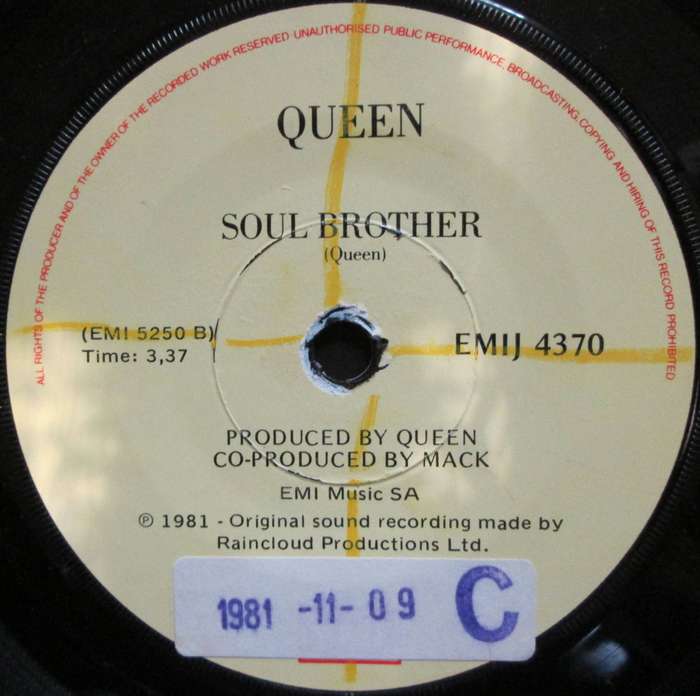 ALL RIGHTS OF THE PRODUCER AND OF THE OWNER OF THE RECORDED WORK RESERVED UNAUTHORISED PUBLIC PERFORMANCE, BROADCASTING, COPYING AND HIRING OF THIS RECORD PROHIBITED
QUEEN
SOUL BROTHER
(Queen)
(EMI 5250 B)
Time: 3,37
EMIJ 4370
PRODUCED BY QUEEN
CO-PRODUCED BY MACK
EMI Music SA
℗ 1981 - Original sound recording made by
Raincloud Productions Ltd.
1981 -11- 09 C